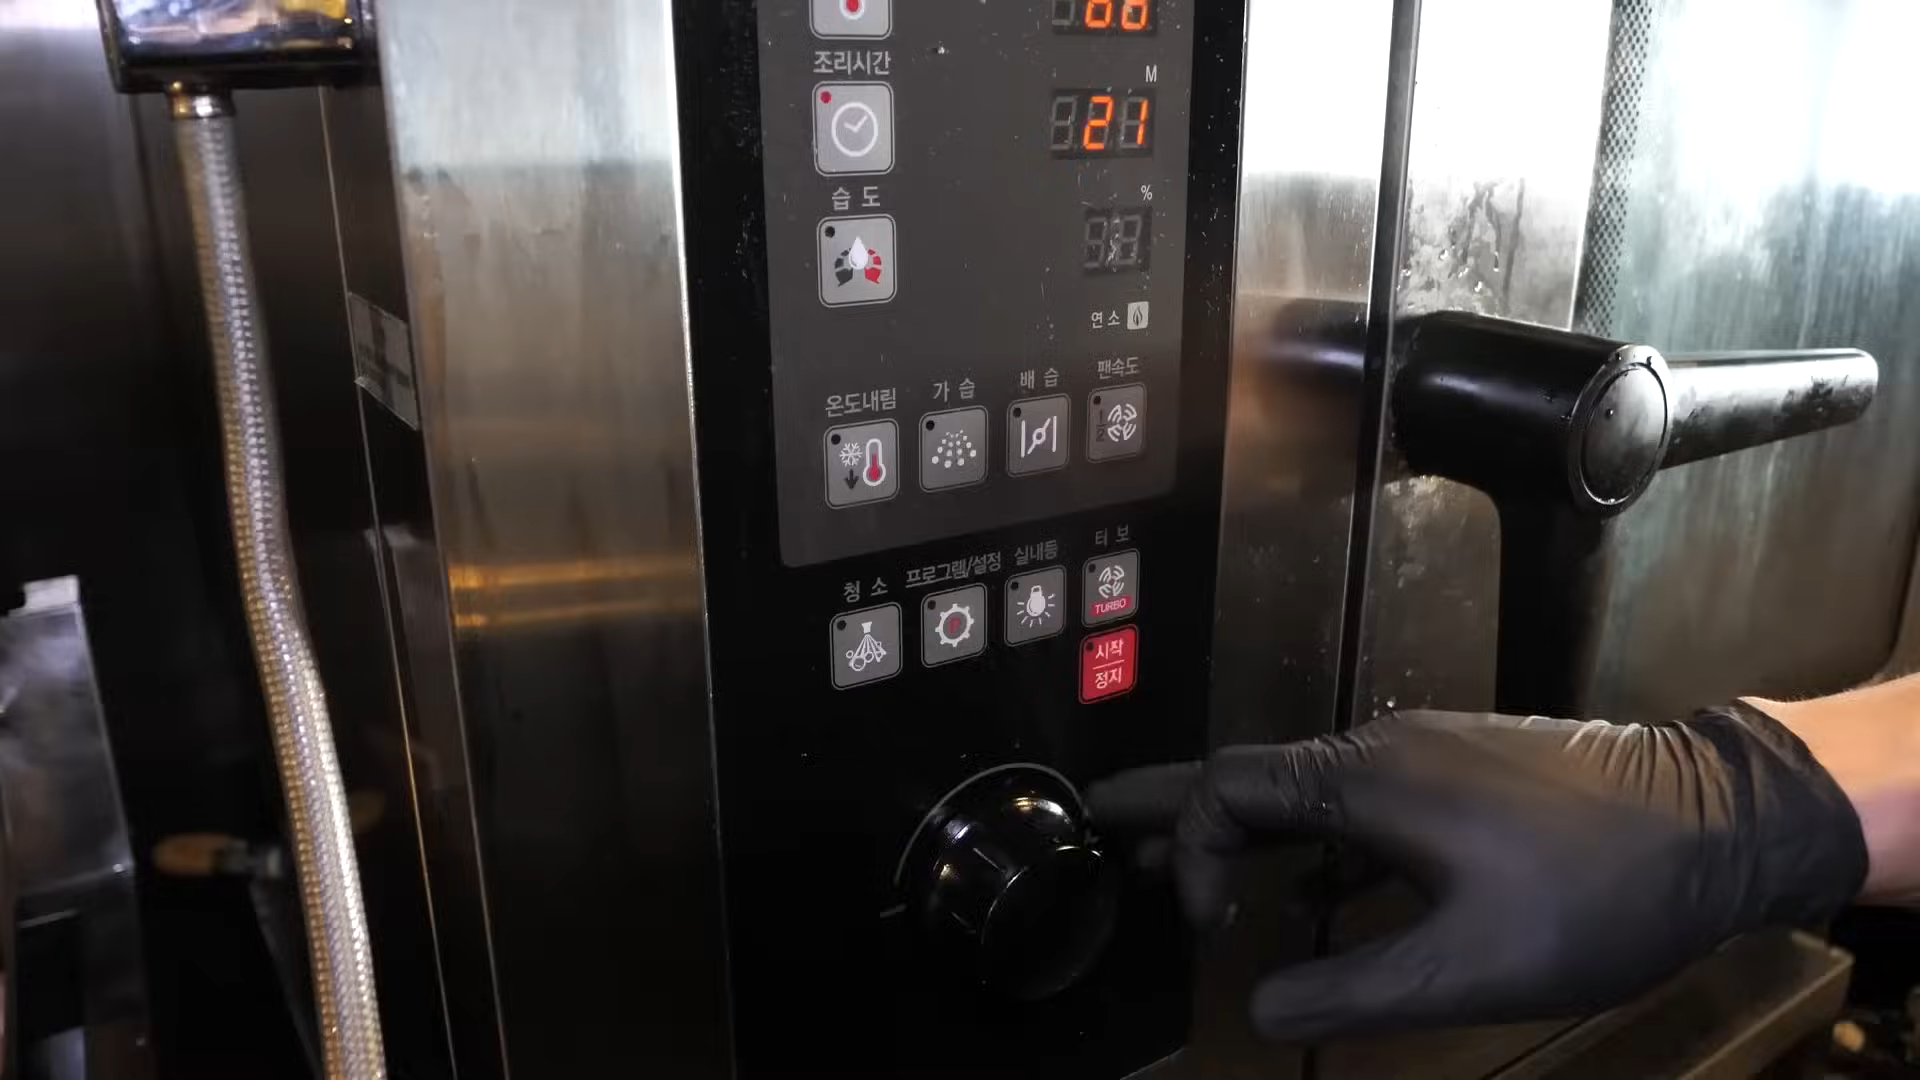 조리시간
M
21
습 도
%
연 소
온도내림
가 습
배 습
팬속도
1/2
청 소
프로그램/설정
실내등
터 보
TURBO
P
시작
정지